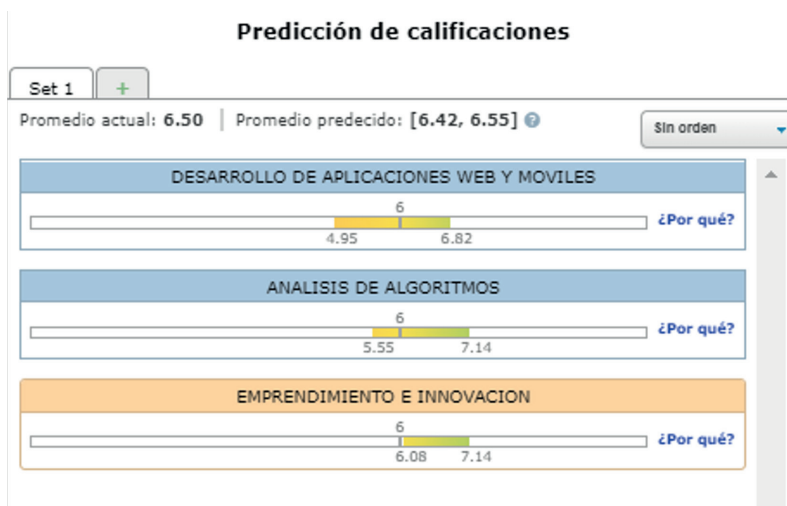 Predicción de calificaciones
Set 1 +
Promedio actual: 6.50 | Promedio predecido: [6.42, 6.55] ?
Sin orden
DESARROLLO DE APLICACIONES WEB Y MOVILES
6
¿Por qué?
4.95 6.82
ANALISIS DE ALGORITMOS
6
¿Por qué?
5.55 7.14
EMPRENDIMIENTO E INNOVACION
6
¿Por qué?
6.08 7.14